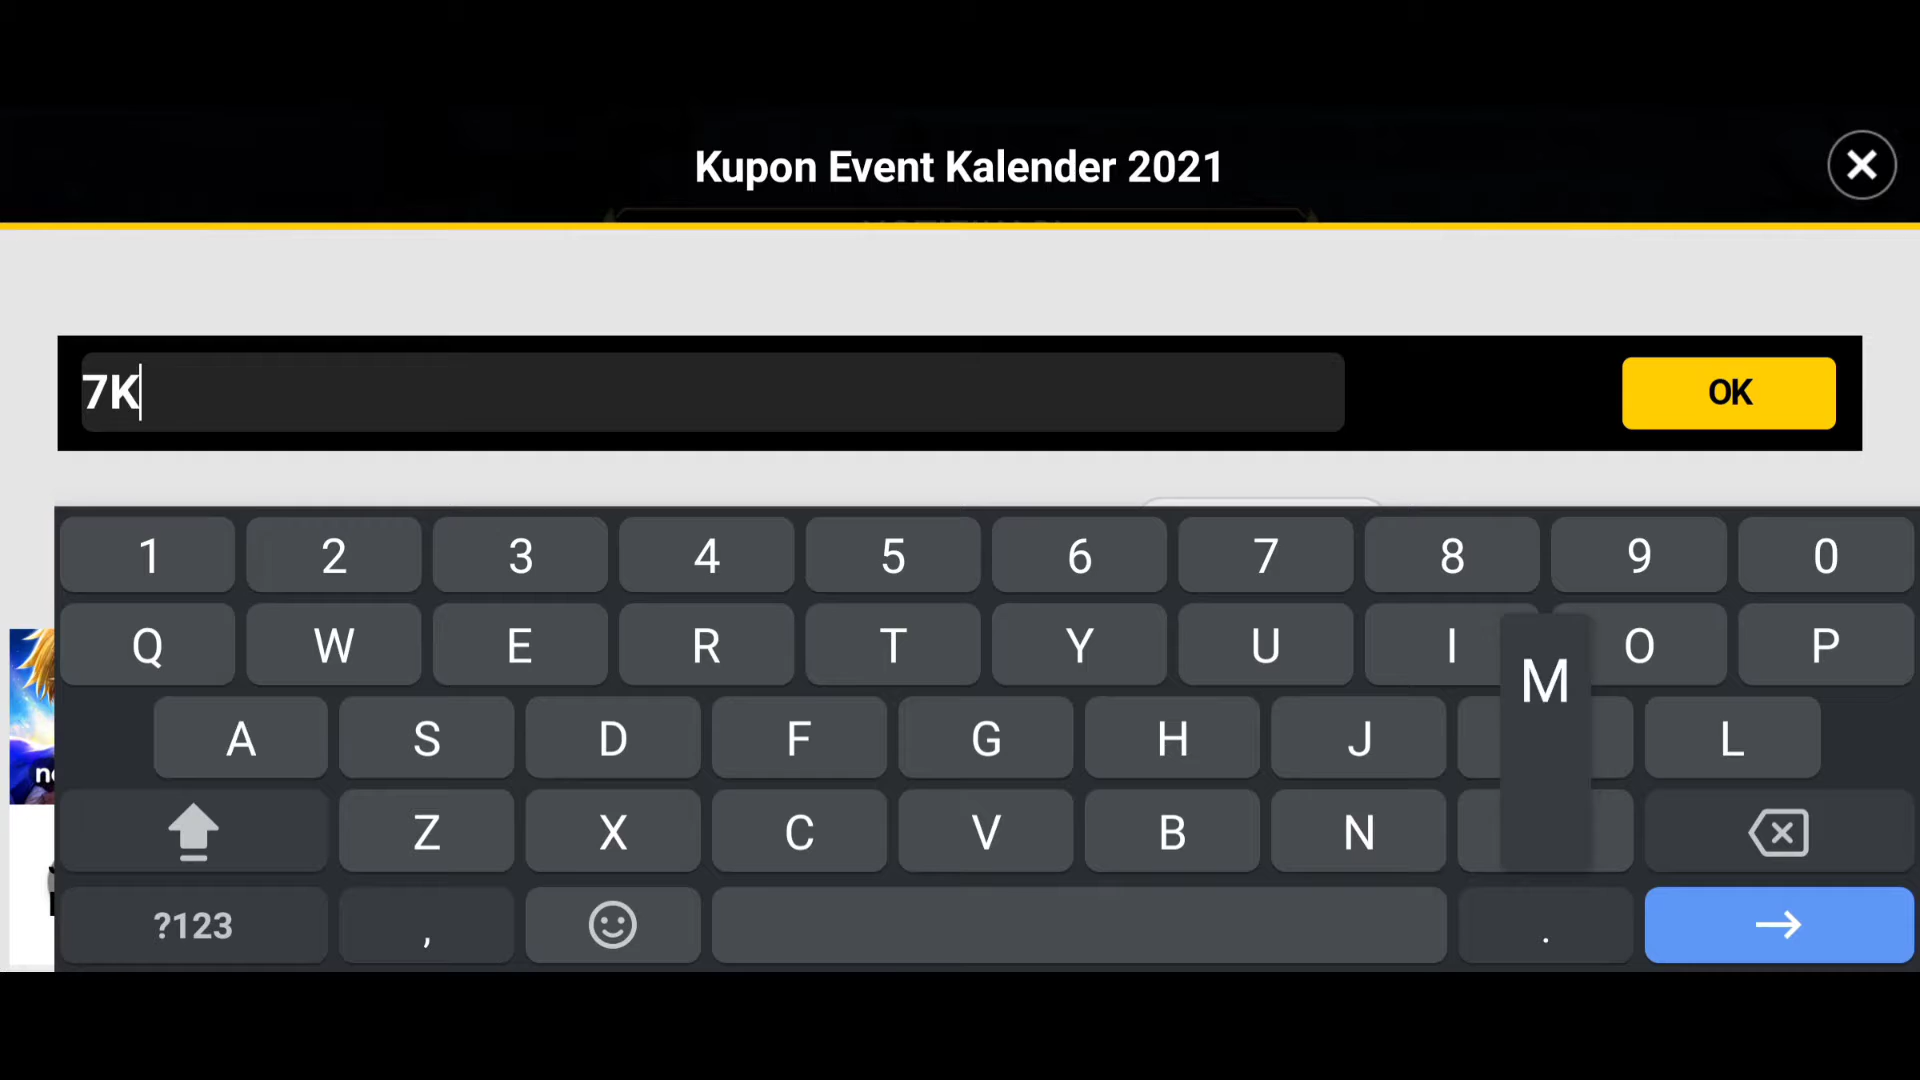 Kupon Event Kalender 2021
7K
OK
1 2 3 4 5 6 7 8 9 0
Q W E R T Y U I O P
M
A S D F G H J L
Z X C V B N
?123 , .